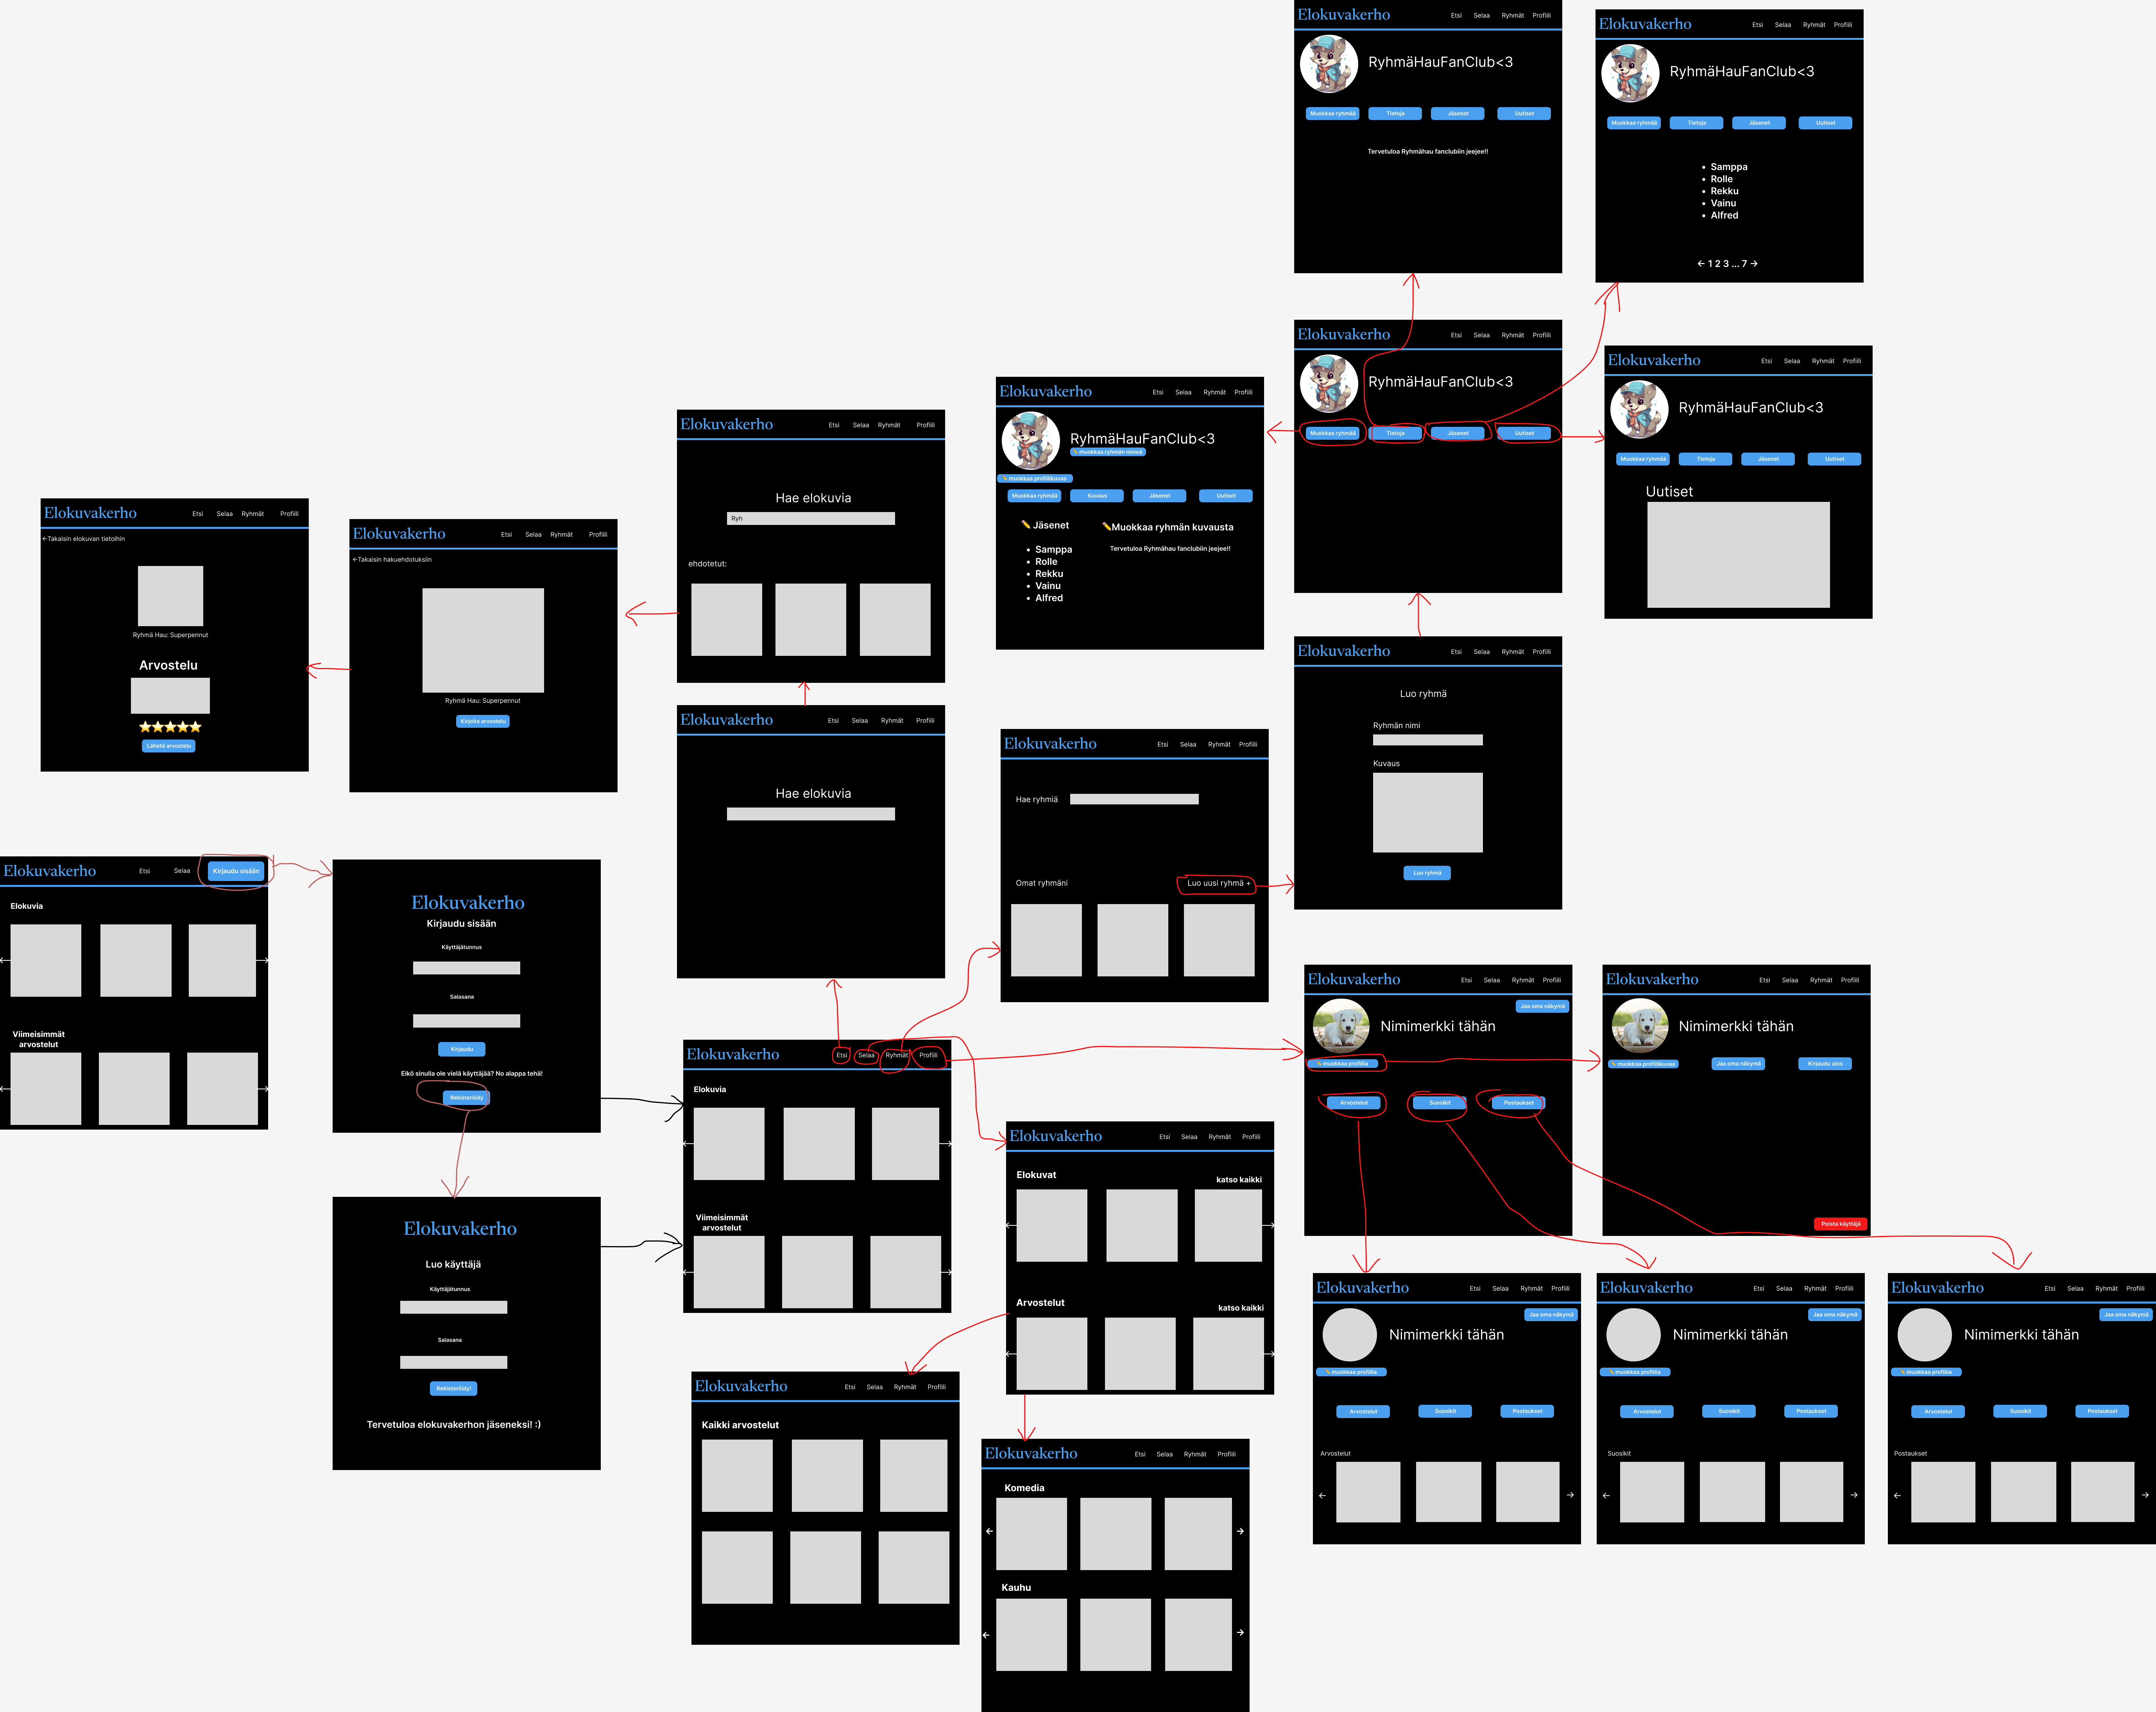 Elokuvakerho
Etsi Selaa Ryhmät Profiili
RyhmäHauFanClub<3
Muokkaa ryhmää Tietoja Jäsenet Uutiset
Tervetuloa Ryhmähau fanclubiin jeejee!!
Elokuvakerho
Etsi Selaa Ryhmät Profiili
RyhmäHauFanClub<3
Muokkaa ryhmää Tietoja Jäsenet Uutiset
• Samppa
• Rolle
• Rekku
• Vainu
• Alfred
← 1 2 3 ... 7 →
Elokuvakerho
Etsi Selaa Ryhmät Profiili
RyhmäHauFanClub<3
Muokkaa ryhmää Tietoja Jäsenet Uutiset
Elokuvakerho
Etsi Selaa Ryhmät Profiili
RyhmäHauFanClub<3
Muokkaa ryhmää Tietoja Jäsenet Uutiset
Uutiset
Elokuvakerho
Etsi Selaa Ryhmät Profiili
RyhmäHauFanClub<3
✏️ muokkaa ryhmän nimeä
✏️ muokkaa profiilikuvaa
Muokkaa ryhmää Kuvaus Jäsenet Uutiset
✏️ Jäsenet
• Samppa
• Rolle
• Rekku
• Vainu
• Alfred
✏️Muokkaa ryhmän kuvausta
Tervetuloa Ryhmähau fanclubiin jeejee!!
Elokuvakerho
Etsi Selaa Ryhmät Profiili
Hae elokuvia
Ryh
ehdotetut:
Elokuvakerho
Etsi Selaa Ryhmät Profiili
←Takaisin elokuvan tietoihin
Ryhmä Hau: Superpennut
Arvostelu
⭐⭐⭐⭐⭐
Lähetä arvostelu
Elokuvakerho
Etsi Selaa Ryhmät Profiili
←Takaisin hakuehdotuksiin
Ryhmä Hau: Superpennut
Kirjoita arvostelu
Elokuvakerho
Etsi Selaa Ryhmät Profiili
Hae elokuvia
Elokuvakerho
Etsi Selaa Ryhmät Profiili
Hae ryhmiä
Omat ryhmäni
Luo uusi ryhmä +
Elokuvakerho
Etsi Selaa Ryhmät Profiili
Luo ryhmä
Ryhmän nimi
Kuvaus
Luo ryhmä
Elokuvakerho
Etsi Selaa Kirjaudu sisään
Elokuvia
Viimeisimmät
arvostelut
Elokuvakerho
Kirjaudu sisään
Käyttäjätunnus
Salasana
Kirjaudu
Eikö sinulla ole vielä käyttäjää? No alappa tehä!
Rekisteröidy
Elokuvakerho
Luo käyttäjä
Käyttäjätunnus
Salasana
Rekisteröidy!
Tervetuloa elokuvakerhon jäseneksi! :)
Elokuvakerho
Etsi Selaa Ryhmät Profiili
Elokuvia
Viimeisimmät
arvostelut
Elokuvakerho
Etsi Selaa Ryhmät Profiili
Elokuvat
katso kaikki
Arvostelut
katso kaikki
Elokuvakerho
Etsi Selaa Ryhmät Profiili
Kaikki arvostelut
Elokuvakerho
Etsi Selaa Ryhmät Profiili
Komedia
Kauhu
Elokuvakerho
Etsi Selaa Ryhmät Profiili
Jaa oma näkymä
Nimimerkki tähän
✏️ muokkaa profiilia
Arvostelut Suosikit Postaukset
Elokuvakerho
Etsi Selaa Ryhmät Profiili
Nimimerkki tähän
✏️ muokkaa profiilikuvaa Jaa oma näkymä Kirjaudu ulos
Poista käyttäjä
Elokuvakerho
Etsi Selaa Ryhmät Profiili
Jaa oma näkymä
Nimimerkki tähän
✏️ muokkaa profiilia
Arvostelut Suosikit Postaukset
Arvostelut
Elokuvakerho
Etsi Selaa Ryhmät Profiili
Jaa oma näkymä
Nimimerkki tähän
✏️ muokkaa profiilia
Arvostelut Suosikit Postaukset
Suosikit
Elokuvakerho
Etsi Selaa Ryhmät Profiili
Jaa oma näkymä
Nimimerkki tähän
✏️ muokkaa profiilia
Arvostelut Suosikit Postaukset
Postaukset